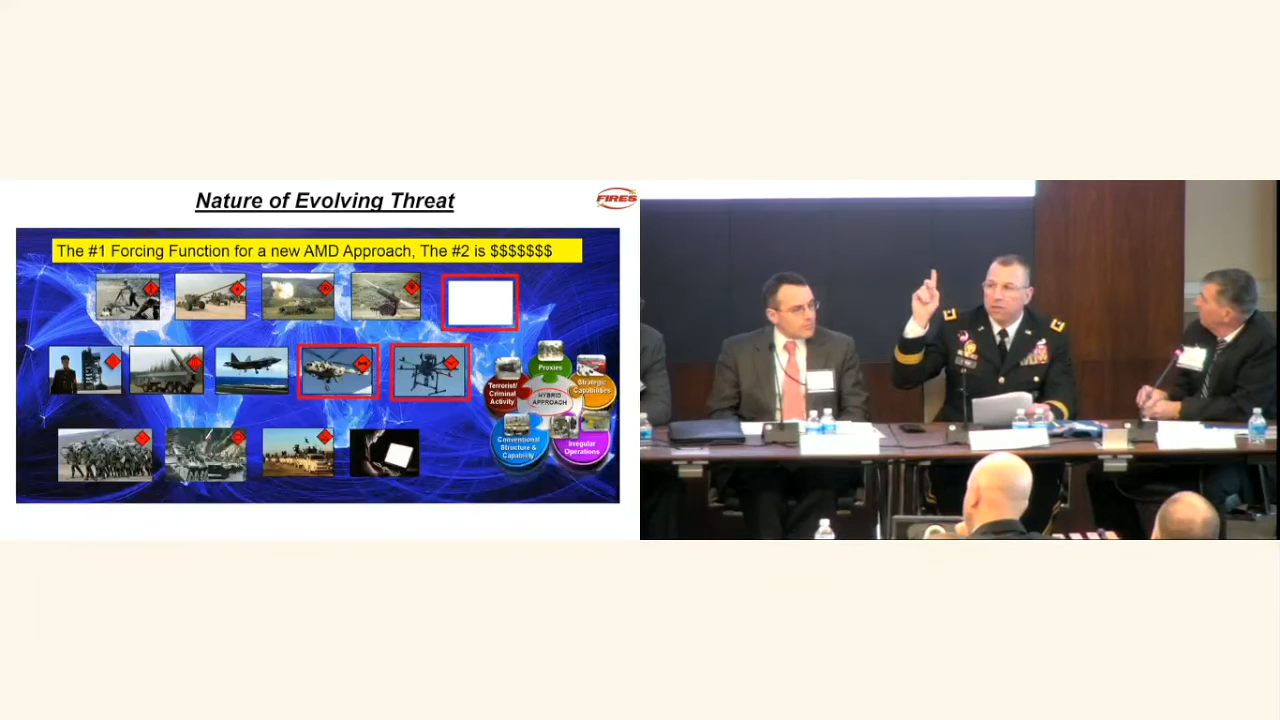 Nature of Evolving Threat
FIRES
The #1 Forcing Function for a new AMD Approach, The #2 is $$$$$$$
Proxies
Terrorist/
Criminal
Activity
Strategic
Capabilities
HYBRID
APPROACH
Conventional
Structure &
Capability
Irregular
Operations